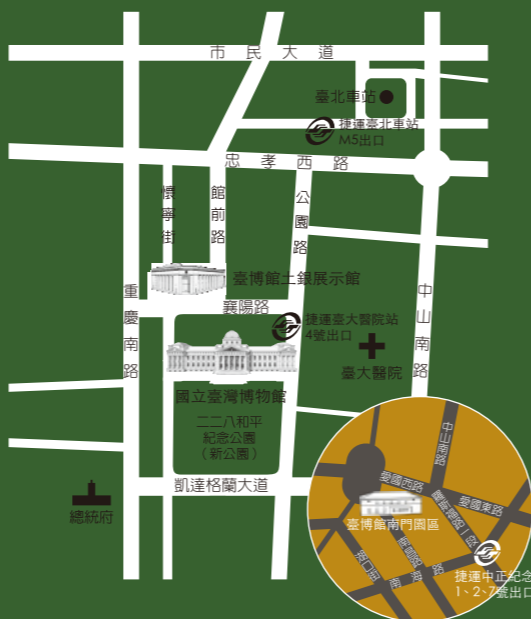 市民大道
臺北車站
捷運臺北車站
M5出口
忠孝西路
懷寧街
館前路
公園路
臺博館土銀展示館
重慶南路
襄陽路
中山南路
捷運臺大醫院站
4號出口
臺大醫院
國立臺灣博物館
二二八和平
紀念公園
(新公園)
凱達格蘭大道
總統府
中山南路
愛國西路
愛國東路
臺博館南門園區
捷運中正紀念
1、2、7號出口